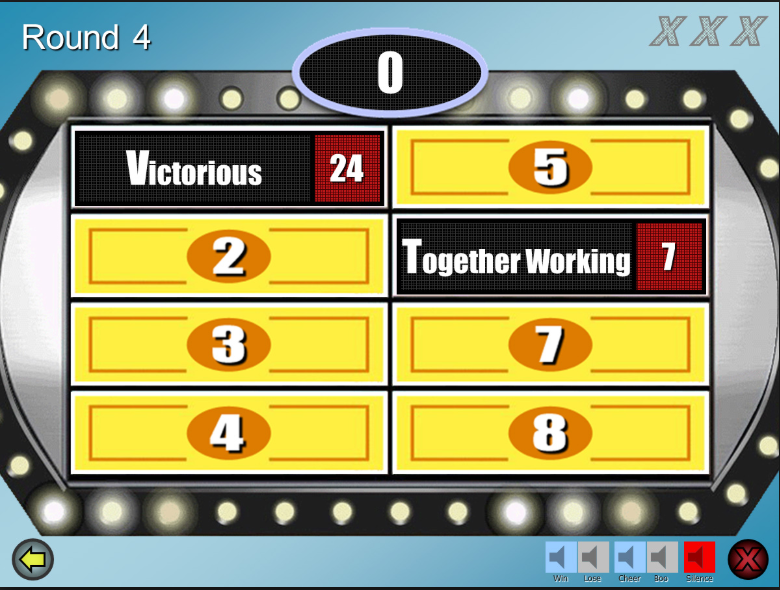 Round 4
X X X
0
Victorious 24
5
2
Together Working 7
3
7
4
8
Win Lose Cheer Boo Silence
X